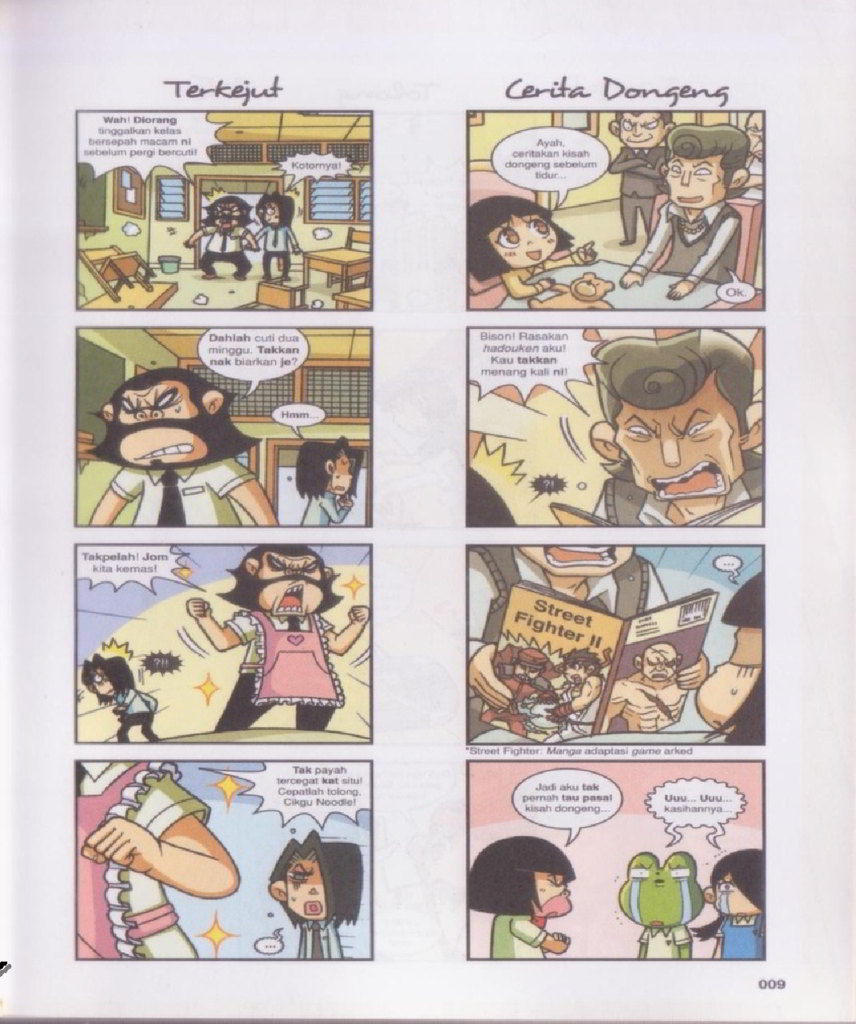 Terkejut
Wah! Diorang
tinggalkan kelas
bersepah macam ni
sebelum pergi bercuti!
Kotornya!
Dahlah cuti dua
minggu. Takkan
nak biarkan je?
Hmm...
Takpelah! Jom
kita kemas!
?!!
Tak payah
tercegat kat situ!
Cepatlah tolong,
Cikgu Noodle!
...
Cerita Dongeng
Ayah,
ceritakan kisah
dongeng sebelum
tidur...
Ok.
Bison! Rasakan
hadouken aku!
Kau takkan
menang kali ni!
?!
...
Street
Fighter II
*Street Fighter: Manga adaptasi game arked
Jadi aku tak
pernah tau pasal
kisah dongeng...
Uuu... Uuu...
kasihannya...
009